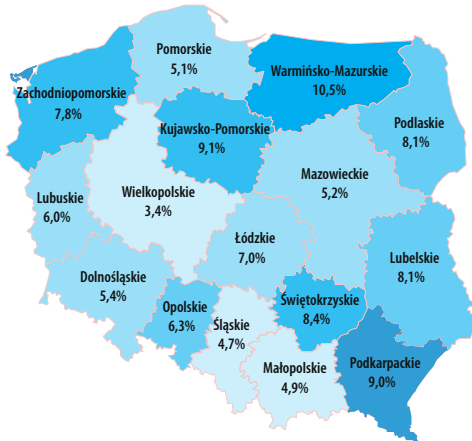 Pomorskie
5,1%
Warmińsko-Mazurskie
10,5%
Zachodniopomorskie
7,8%
Kujawsko-Pomorskie
9,1%
Podlaskie
8,1%
Mazowieckie
5,2%
Wielkopolskie
3,4%
Lubuskie
6,0%
Łódzkie
7,0%
Lubelskie
8,1%
Dolnośląskie
5,4%
Opolskie
6,3%
Śląskie
4,7%
Świętokrzyskie
8,4%
Małopolskie
4,9%
Podkarpackie
9,0%